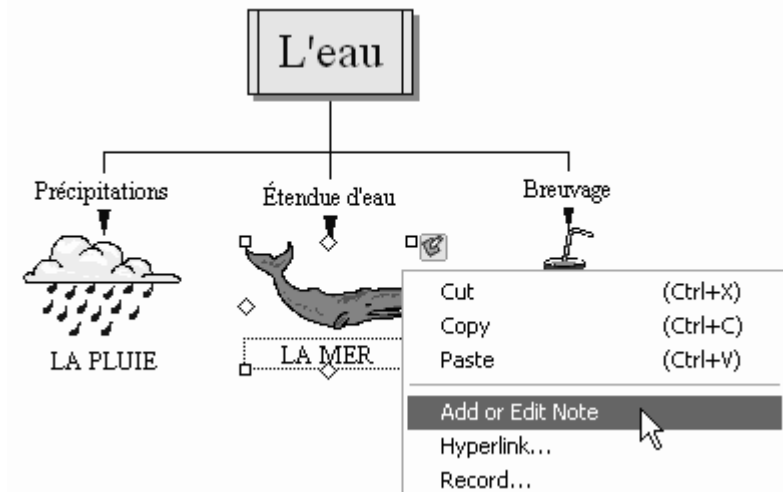 L'eau
Précipitations
Étendue d'eau
Breuvage
LA PLUIE
LA MER
Cut (Ctrl+X)
Copy (Ctrl+C)
Paste (Ctrl+V)
Add or Edit Note
Hyperlink...
Record...